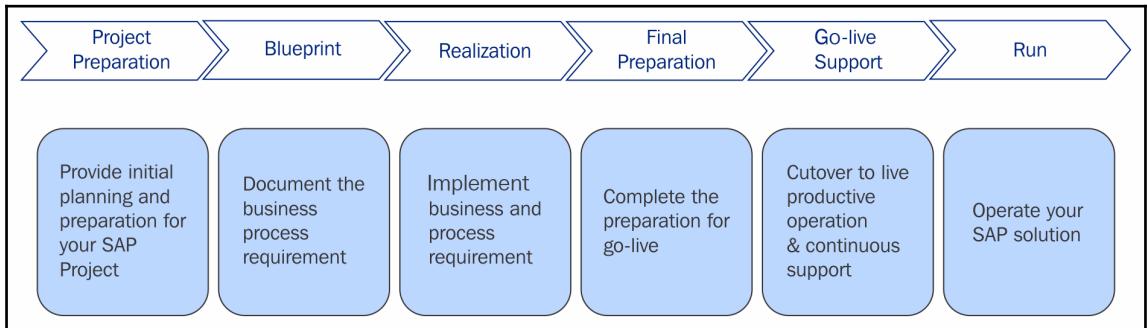 Project
Preparation
Blueprint
Realization
Final
Preparation
Go-live
Support
Run
Provide initial
planning and
preparation for
your SAP
Project
Document the
business
process
requirement
Implement
business and
process
requirement
Complete the
preparation for
go-live
Cutover to live
productive
operation
& continuous
support
Operate your
SAP solution